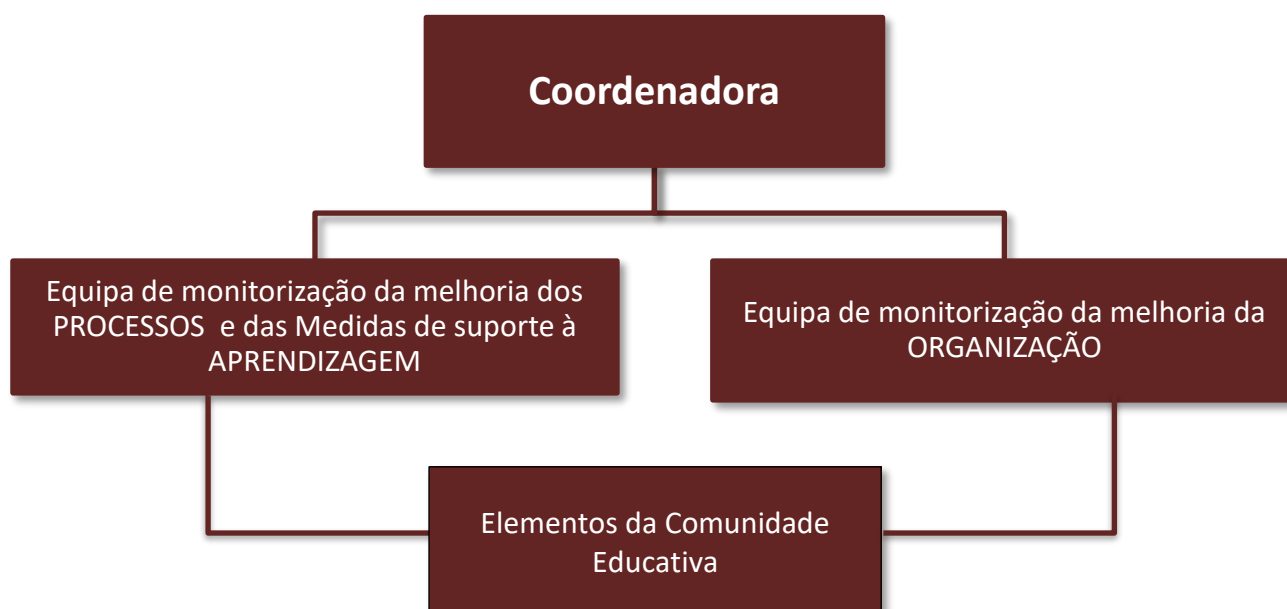 Coordenadora
Equipa de monitorização da melhoria dos
PROCESSOS e das Medidas de suporte à
APRENDIZAGEM
Equipa de monitorização da melhoria da
ORGANIZAÇÃO
Elementos da Comunidade
Educativa